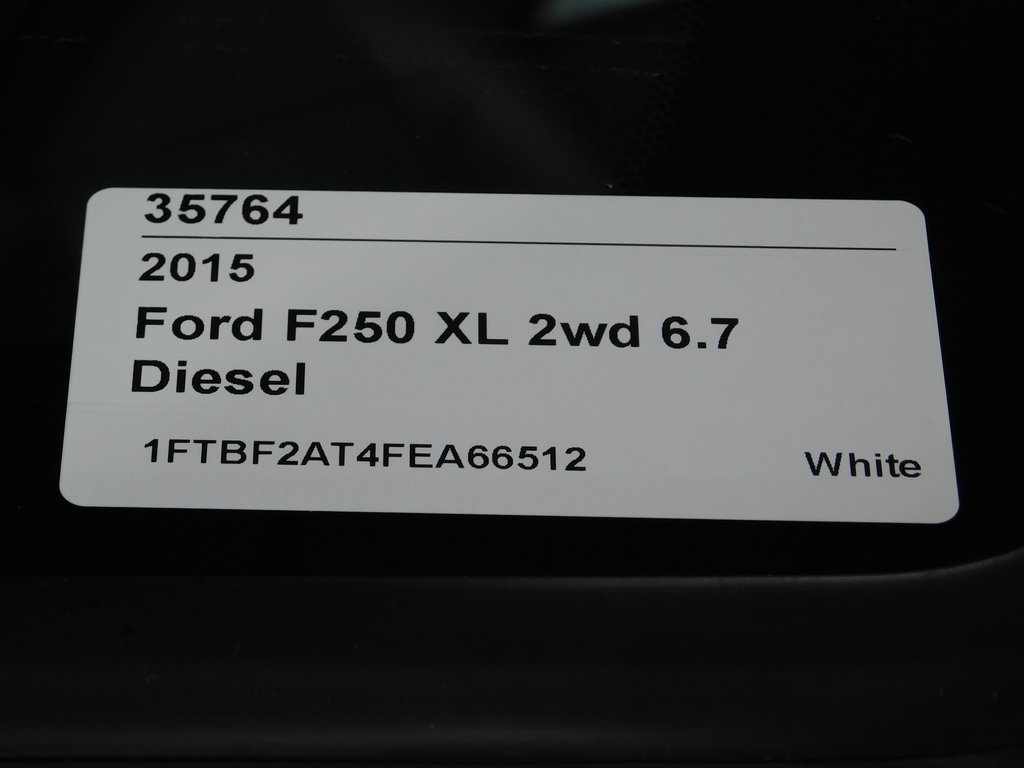 35764
2015
Ford F250 XL 2wd 6.7
Diesel
1FTBF2AT4FEA66512 White